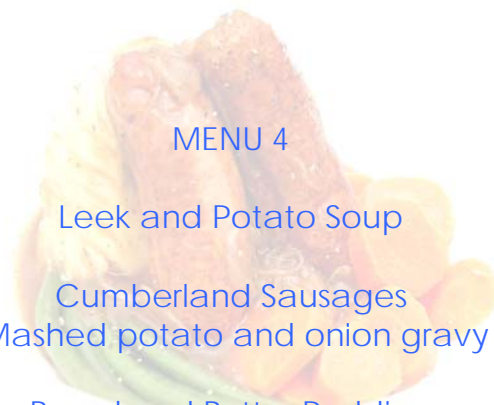 MENU 4
Leek and Potato Soup
Cumberland Sausages
Mashed potato and onion gravy